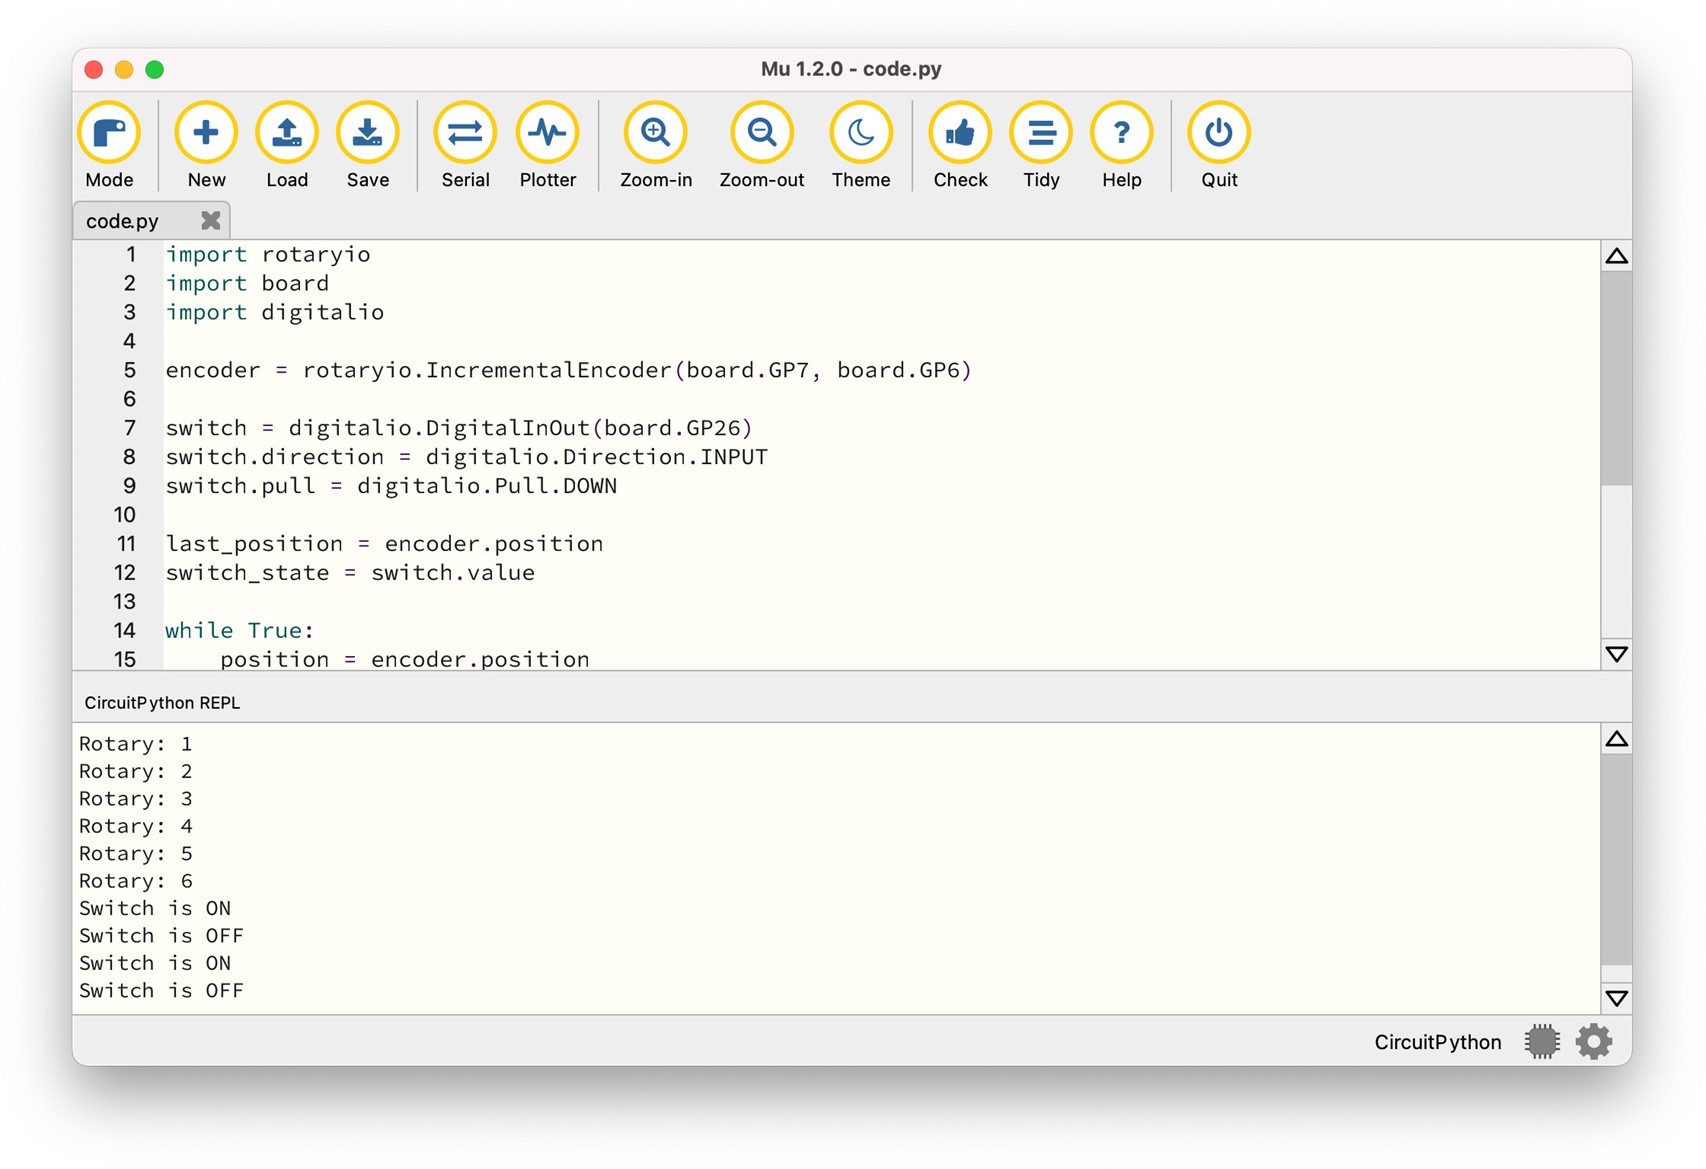 Mu 1.2.0 - code.py
Mode New Load Save Serial Plotter Zoom-in Zoom-out Theme Check Tidy Help Quit
code.py
1 import rotaryio
2 import board
3 import digitalio
4
5 encoder = rotaryio.IncrementalEncoder(board.GP7, board.GP6)
6
7 switch = digitalio.DigitalInOut(board.GP26)
8 switch.direction = digitalio.Direction.INPUT
9 switch.pull = digitalio.Pull.DOWN
10
11 last_position = encoder.position
12 switch_state = switch.value
13
14 while True:
15     position = encoder.position
CircuitPython REPL
Rotary: 1
Rotary: 2
Rotary: 3
Rotary: 4
Rotary: 5
Rotary: 6
Switch is ON
Switch is OFF
Switch is ON
Switch is OFF
CircuitPython